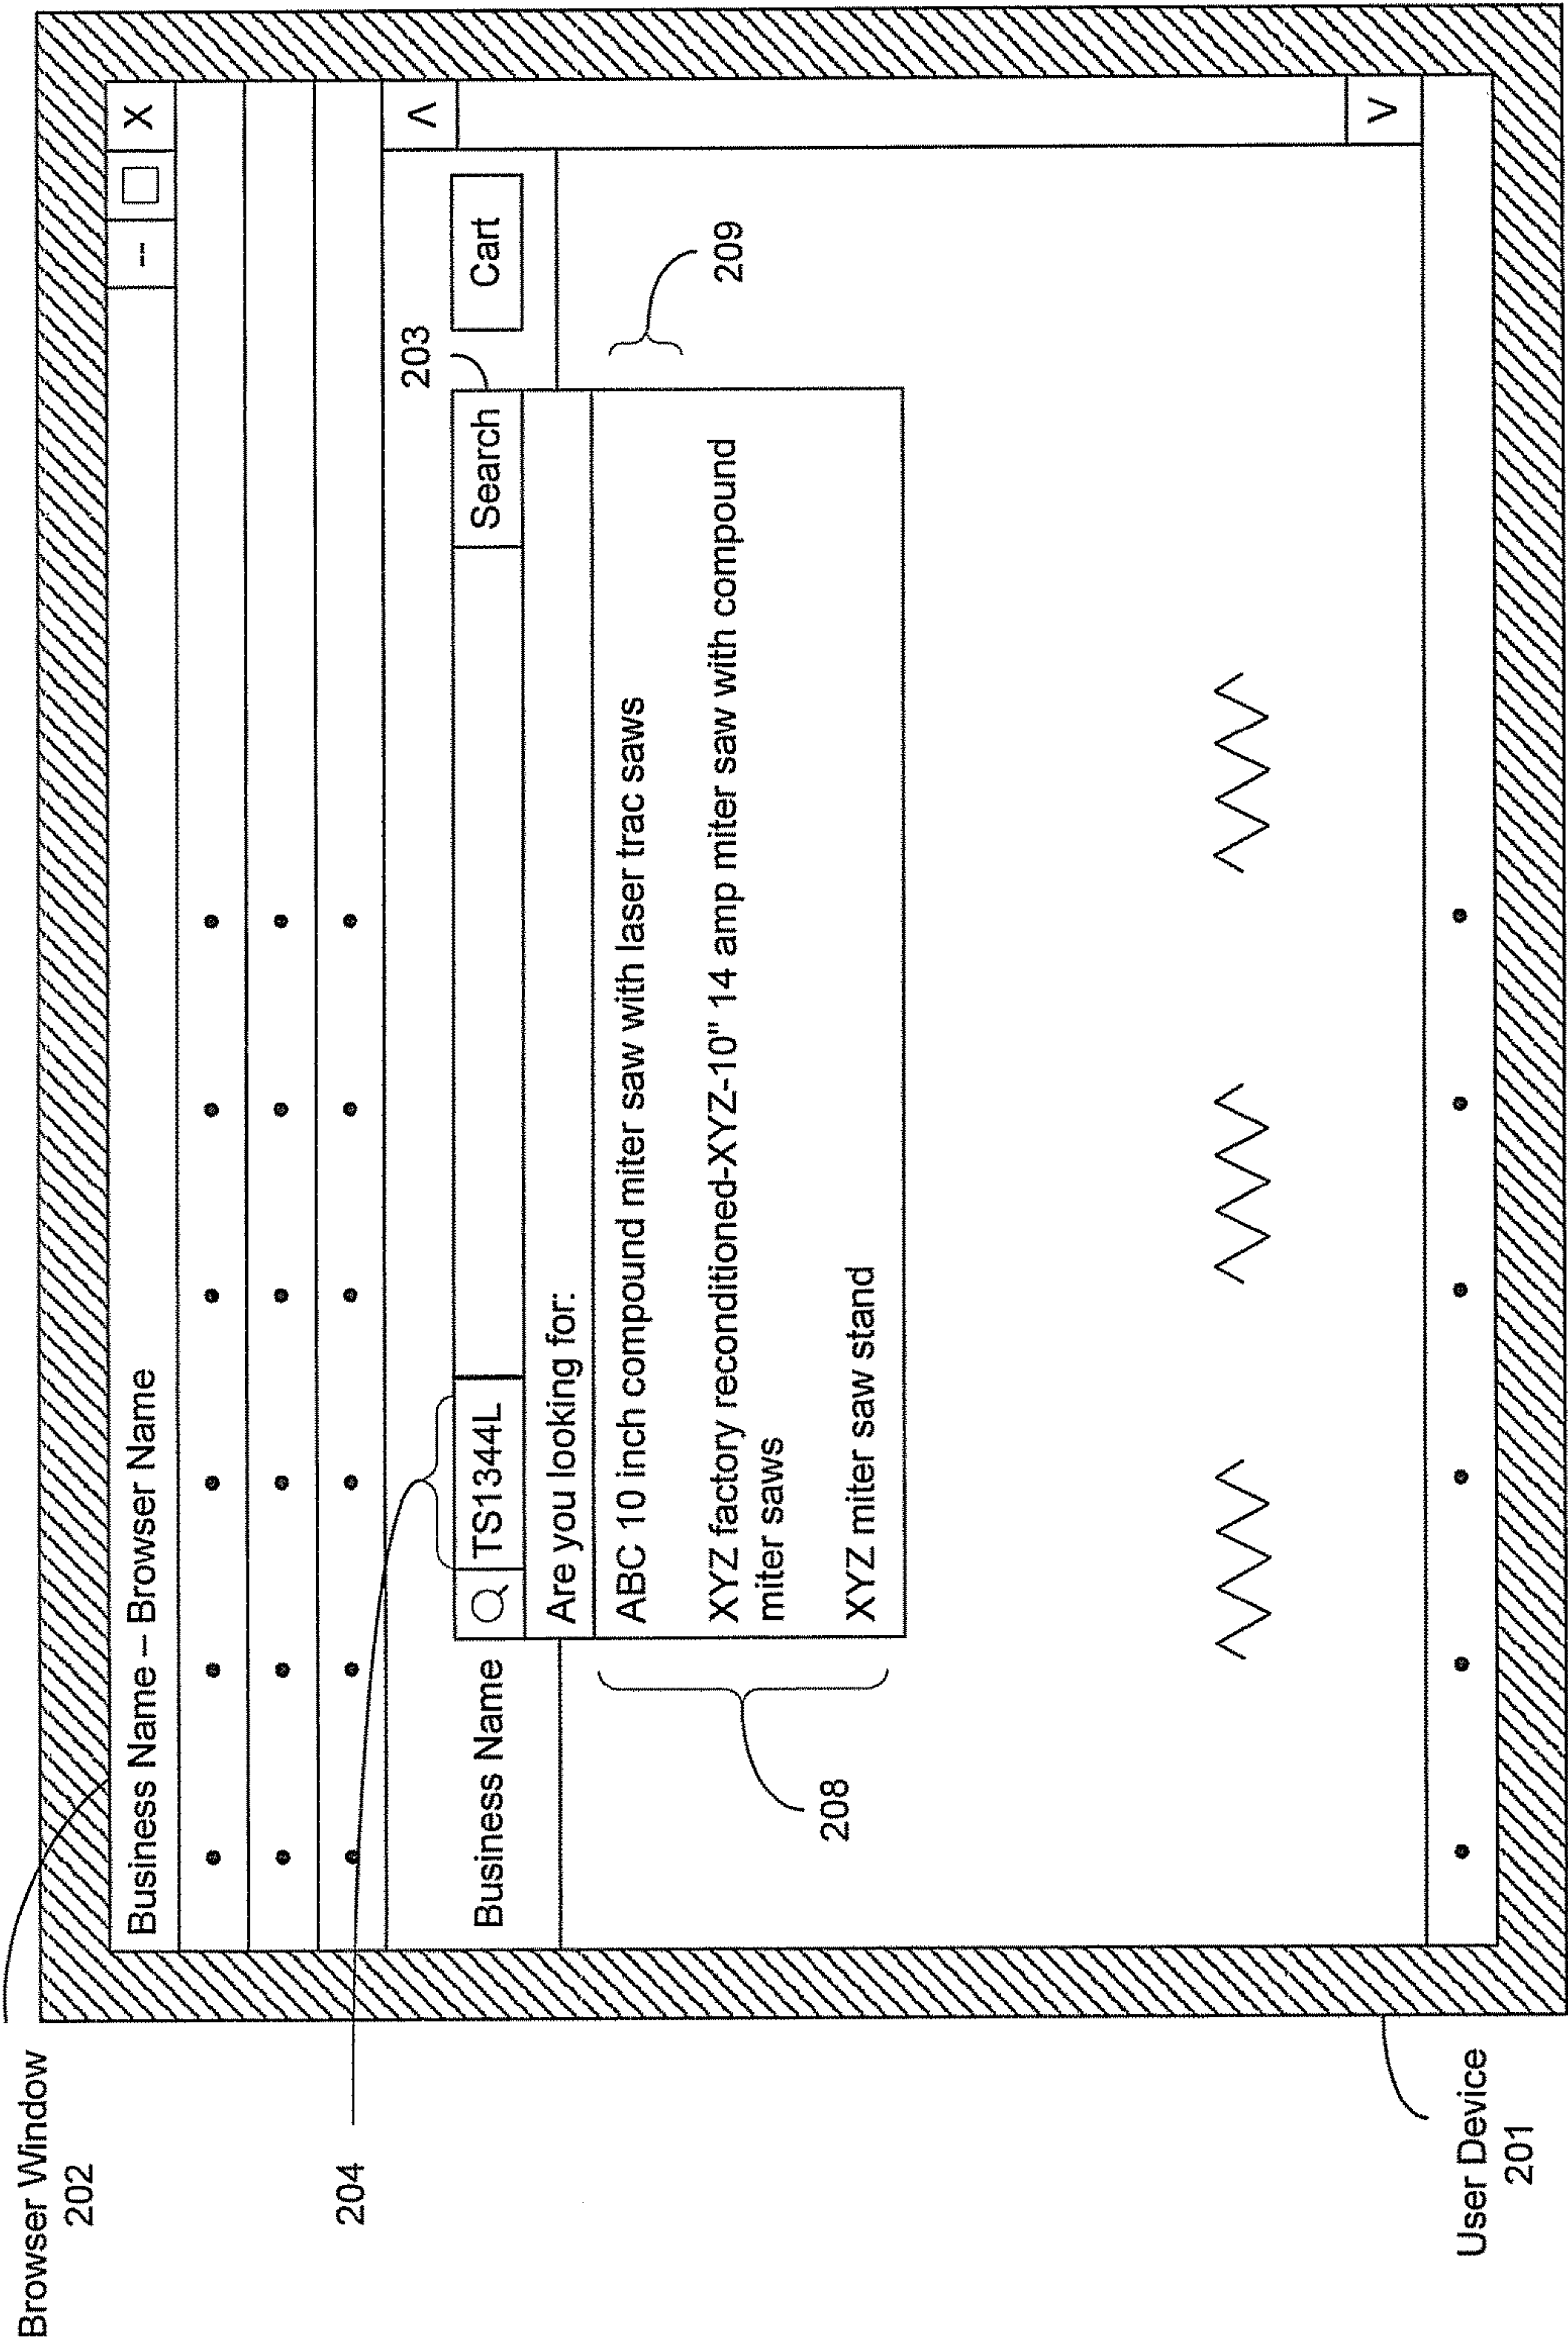 Browser Window
202
Business Name – Browser Name
-- □ X
204
203
Business Name
TS1344L
Search
Cart
Are you looking for:
ABC 10 inch compound miter saw with laser trac saws
XYZ factory reconditioned-XYZ-10" 14 amp miter saw with compound
miter saws
XYZ miter saw stand
209
208
User Device
201